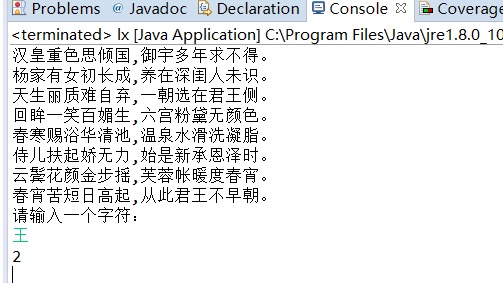 Problems @ Javadoc Declaration Console Coverage
<terminated> lx [Java Application] C:\Program Files\Java\jre1.8.0_10
汉皇重色思倾国,御宇多年求不得。
杨家有女初长成,养在深闺人未识。
天生丽质难自弃,一朝选在君王侧。
回眸一笑百媚生,六宫粉黛无颜色。
春寒赐浴华清池,温泉水滑洗凝脂。
侍儿扶起娇无力,始是新承恩泽时。
云鬓花颜金步摇,芙蓉帐暖度春宵。
春宵苦短日高起,从此君王不早朝。
请输入一个字符:
王
2